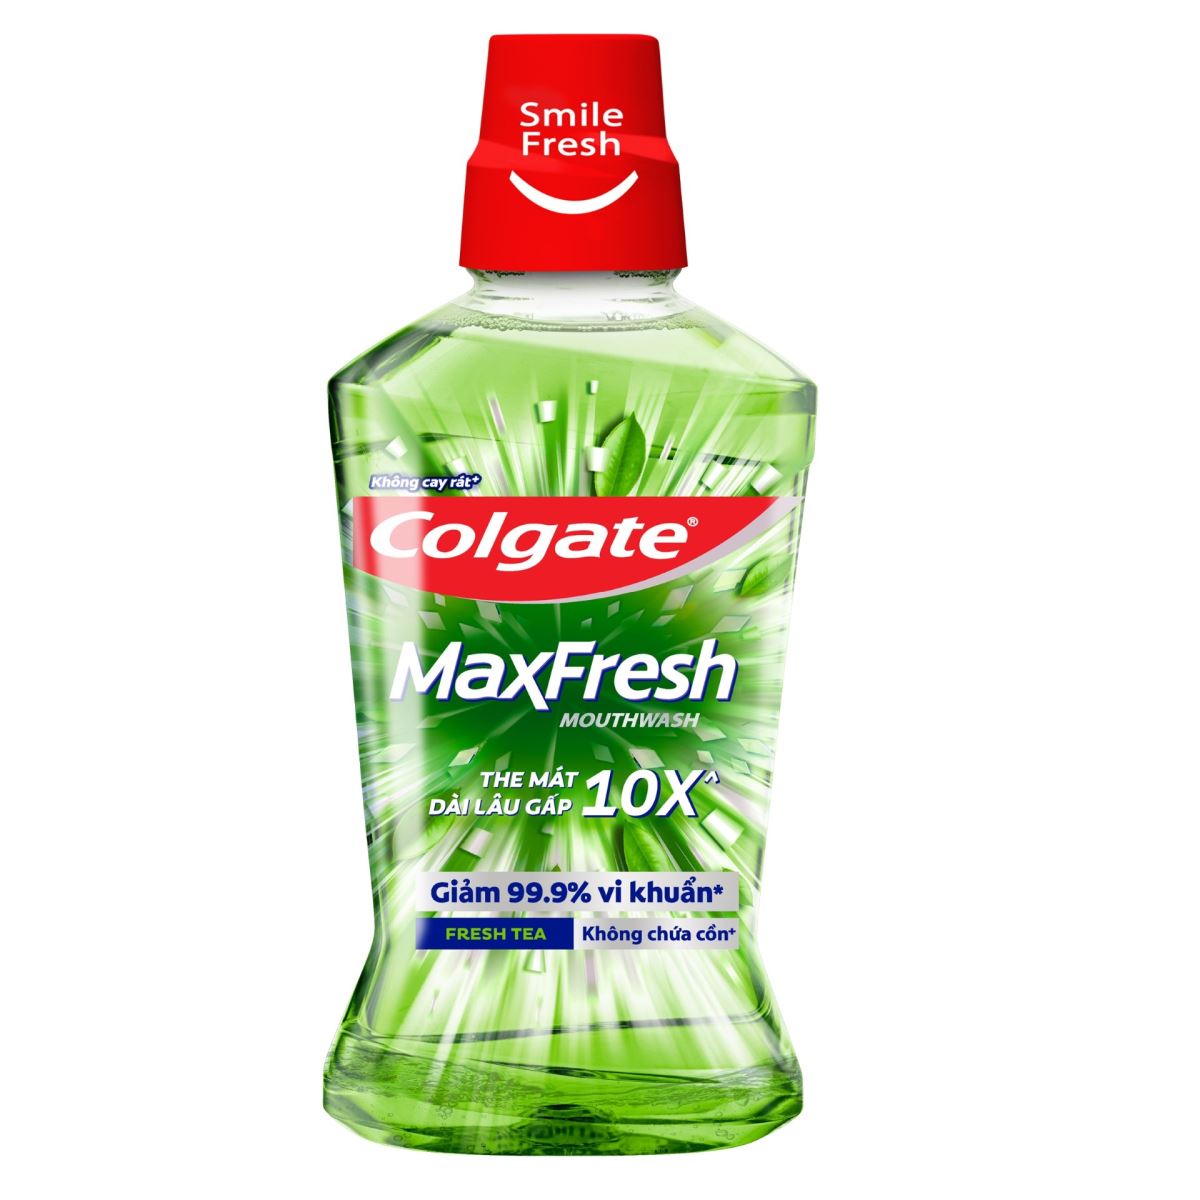 Smile
Fresh
Không cay rát⁺
Colgate®
MaxFresh
MOUTHWASH
THE MÁT
DÀI LÂU GẤP 10X^
Giảm 99.9% vi khuẩn*
FRESH TEA Không chứa cồn⁺